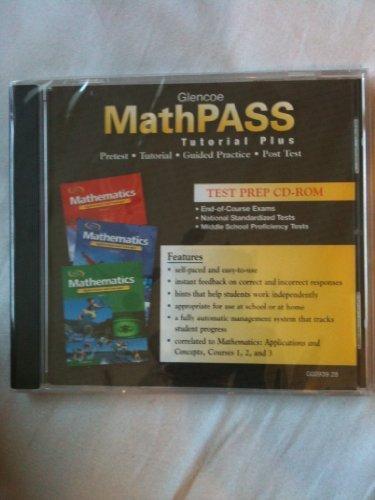 Glencoe
MathPASS
Tutorial Plus
Pretest • Tutorial • Guided Practice • Post Test
TEST PREP CD-ROM
• End-of-Course Exams
• National Standardized Tests
• Middle School Proficiency Tests
Mathematics
Mathematics
Mathematics
Features
• self-paced and easy-to-use
• instant feedback on correct and incorrect responses
• hints that help students work independently
• appropriate for use at school or at home
• a fully automatic management system that tracks
student progress
• correlated to Mathematics: Applications and
Concepts, Courses 1, 2, and 3